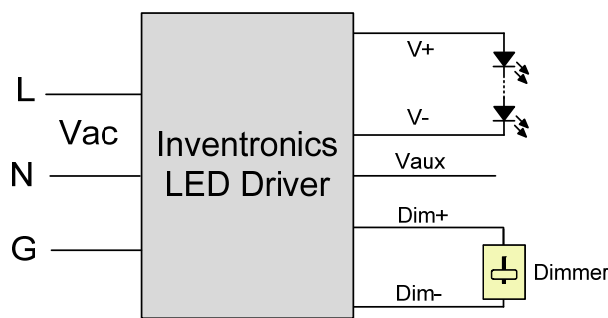 L
Vac
N
G
Inventronics
LED Driver
V+
V-
Vaux
Dim+
Dim-
Dimmer